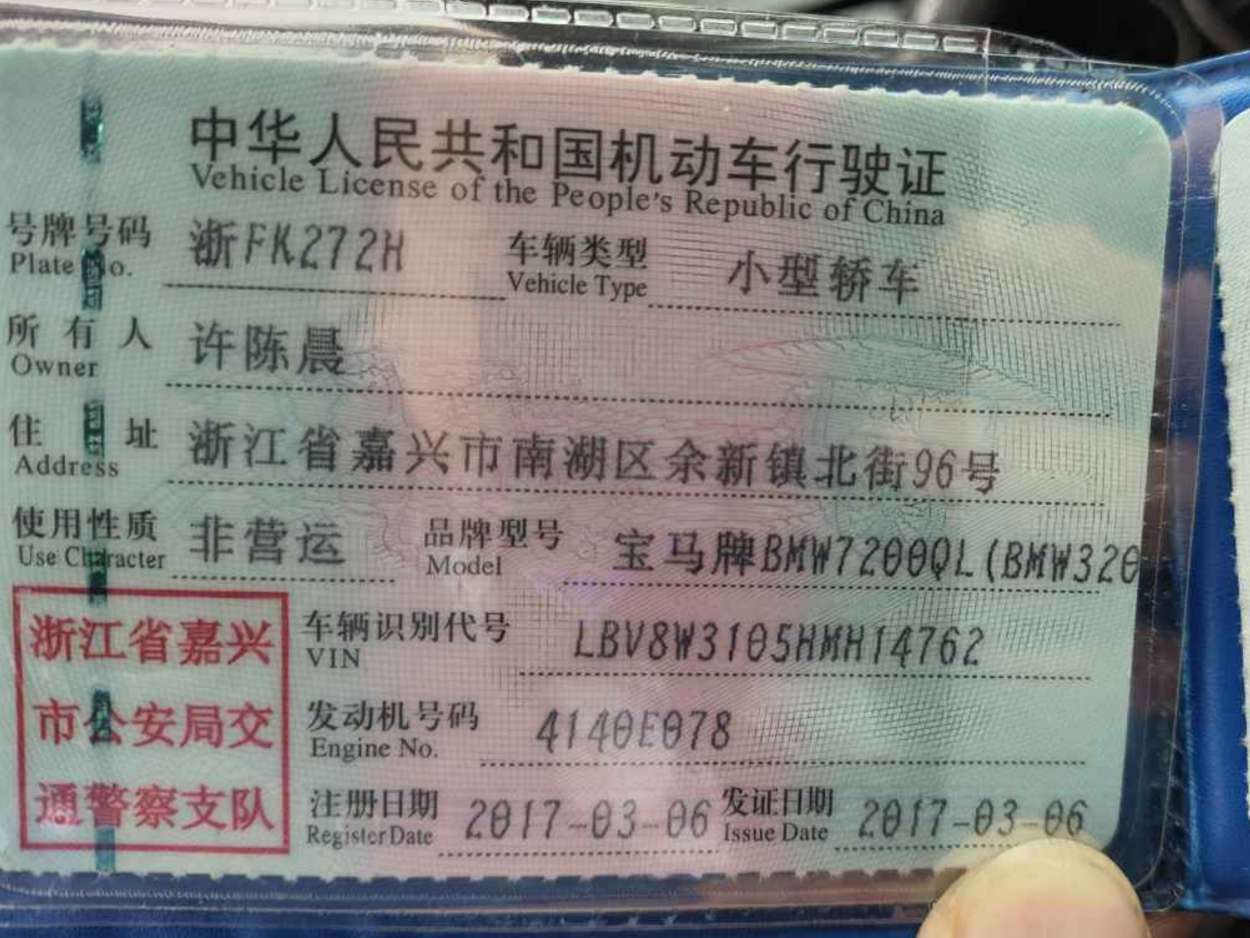 中华人民共和国机动车行驶证
Vehicle License of the People's Republic of China
号牌号码 浙FK272H 车辆类型 小型轿车
Plate No. Vehicle Type
所有人 许陈晨
Owner
住址 浙江省嘉兴市南湖区余新镇北街96号
Address
使用性质 非营运 品牌型号 宝马牌BMW7200QL(BMW320
Use Character Model
浙江省嘉兴
市公安局交
通警察支队
车辆识别代号 LBV8W3105HMH14762
VIN
发动机号码 4140E078
Engine No.
注册日期 2017-03-06 发证日期 2017-03-06
Register Date Issue Date